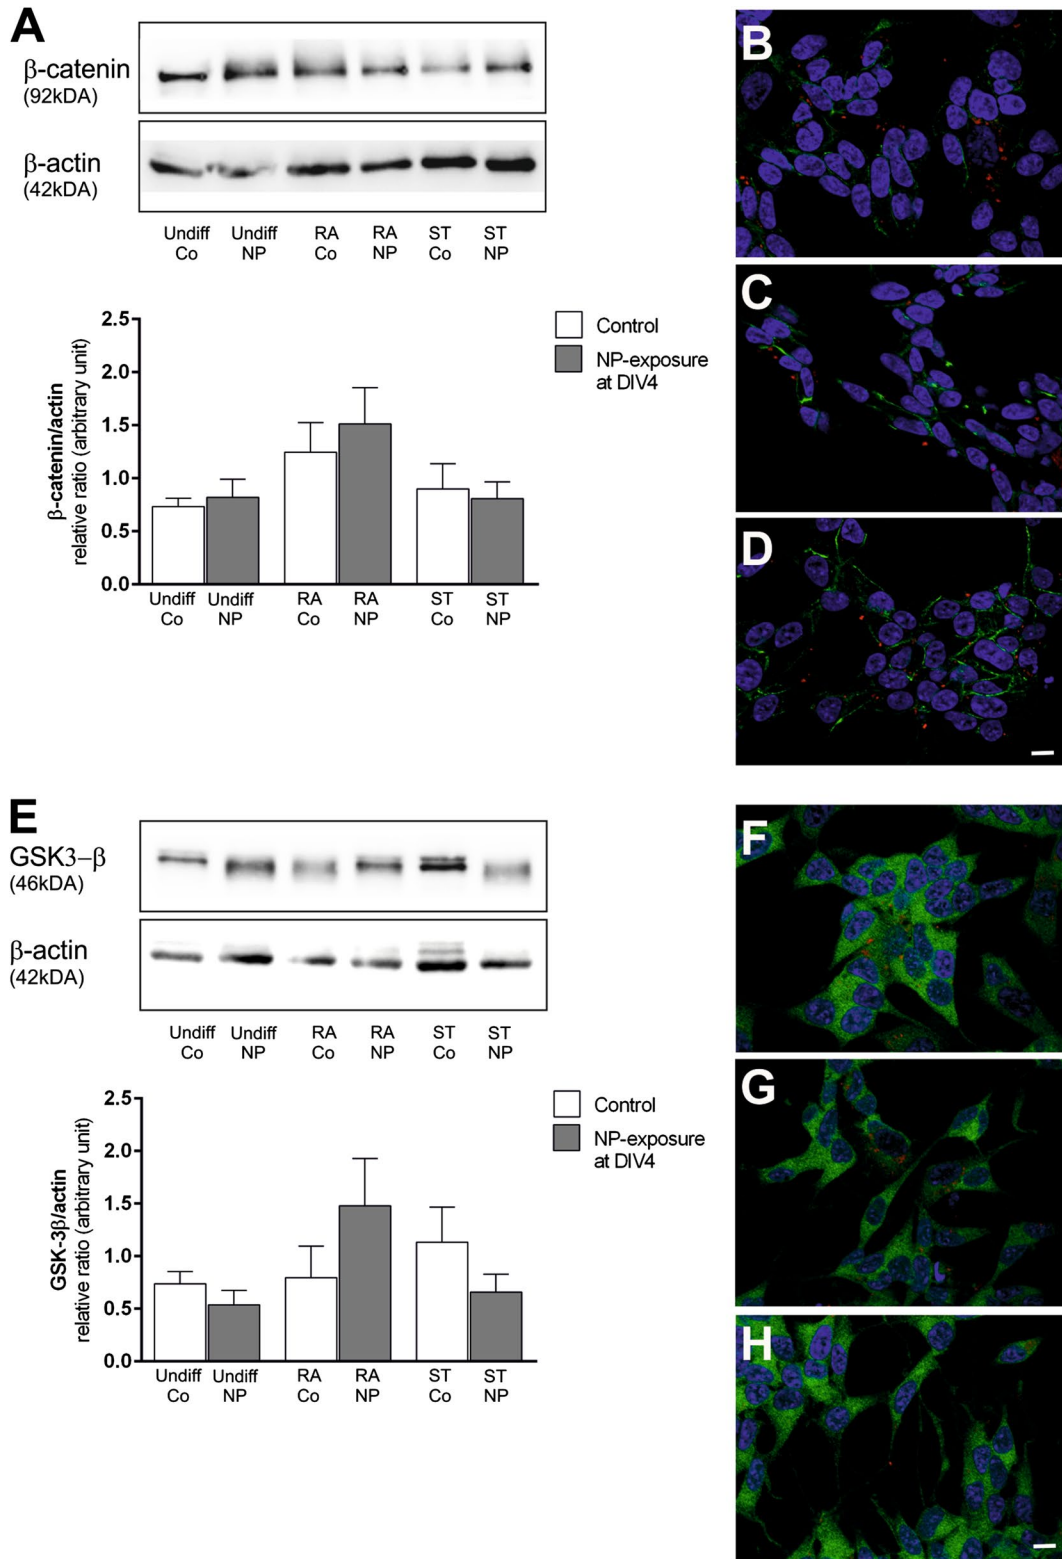 A
β-catenin
(92kDA)
β-actin
(42kDA)
Undiff Undiff RA RA ST ST
Co NP Co NP Co NP
2.5
2.0
1.5
1.0
0.5
0.0
β-catenin/actin
relative ratio (arbitrary unit)
Control
NP-exposure
at DIV4
Undiff Undiff RA RA ST ST
Co NP Co NP Co NP
B
C
D
E
GSK3–β
(46kDA)
β-actin
(42kDA)
Undiff Undiff RA RA ST ST
Co NP Co NP Co NP
2.5
2.0
1.5
1.0
0.5
0.0
GSK-3β/actin
relative ratio (arbitrary unit)
Control
NP-exposure
at DIV4
Undiff Undiff RA RA ST ST
Co NP Co NP Co NP
F
G
H